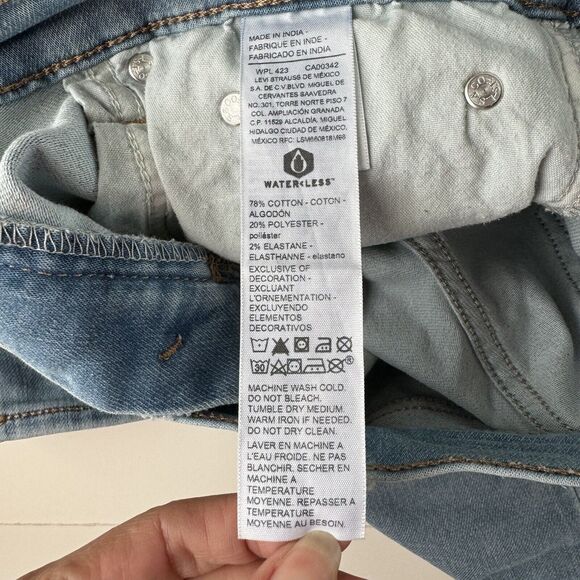 MADE IN INDIA -
FABRIQUE EN INDE -
FABRICADO EN INDIA
WPL 423 CA00342
LEVI STRAUSS DE MÉXICO
S.A. DE C.V.BLVD. MIGUEL DE
CERVANTES SAAVEDRA
NO. 301, TORRE NORTE PISO 7
COL. AMPLIACIÓN GRANADA
C.P. 11529 ALCALDÍA. MIGUEL
HIDALGO CIUDAD DE MÉXICO,
MÉXICO RFC:
WATER<LESS™
78% COTTON - COTON -
ALGODÓN
20% POLYESTER -
poliéster
2% ELASTANE -
ELASTHANNE - elastano
EXCLUSIVE OF
DECORATION -
EXCLUANT
L'ORNEMENTATION -
EXCLUYENDO
ELEMENTOS
DECORATIVOS
30 ®
MACHINE WASH COLD.
DO NOT BLEACH.
TUMBLE DRY MEDIUM.
WARM IRON IF NEEDED.
DO NOT DRY CLEAN.
LAVER EN MACHINE A
L'EAU FROIDE. NE PAS
BLANCHIR. SECHER EN
MACHINE A
TEMPERATURE
MOYENNE. REPASSER A
TEMPERATURE
MOYENNE AU BESOIN.